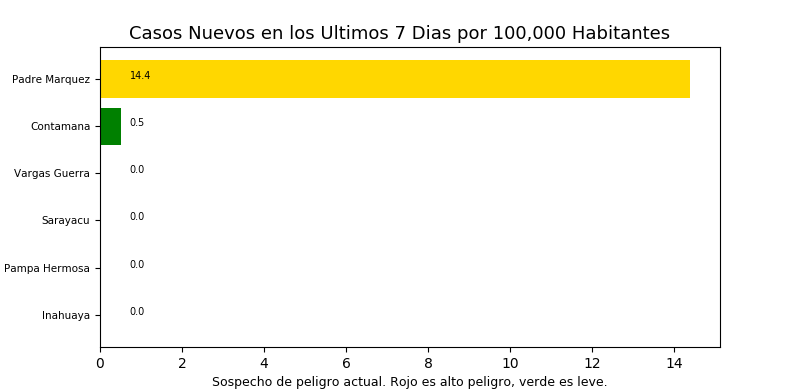 Casos Nuevos en los Ultimos 7 Dias por 100,000 Habitantes
Padre Marquez 14.4
Contamana 0.5
Vargas Guerra 0.0
Sarayacu 0.0
Pampa Hermosa 0.0
Inahuaya 0.0
0 2 4 6 8 10 12 14
Sospecho de peligro actual. Rojo es alto peligro, verde es leve.